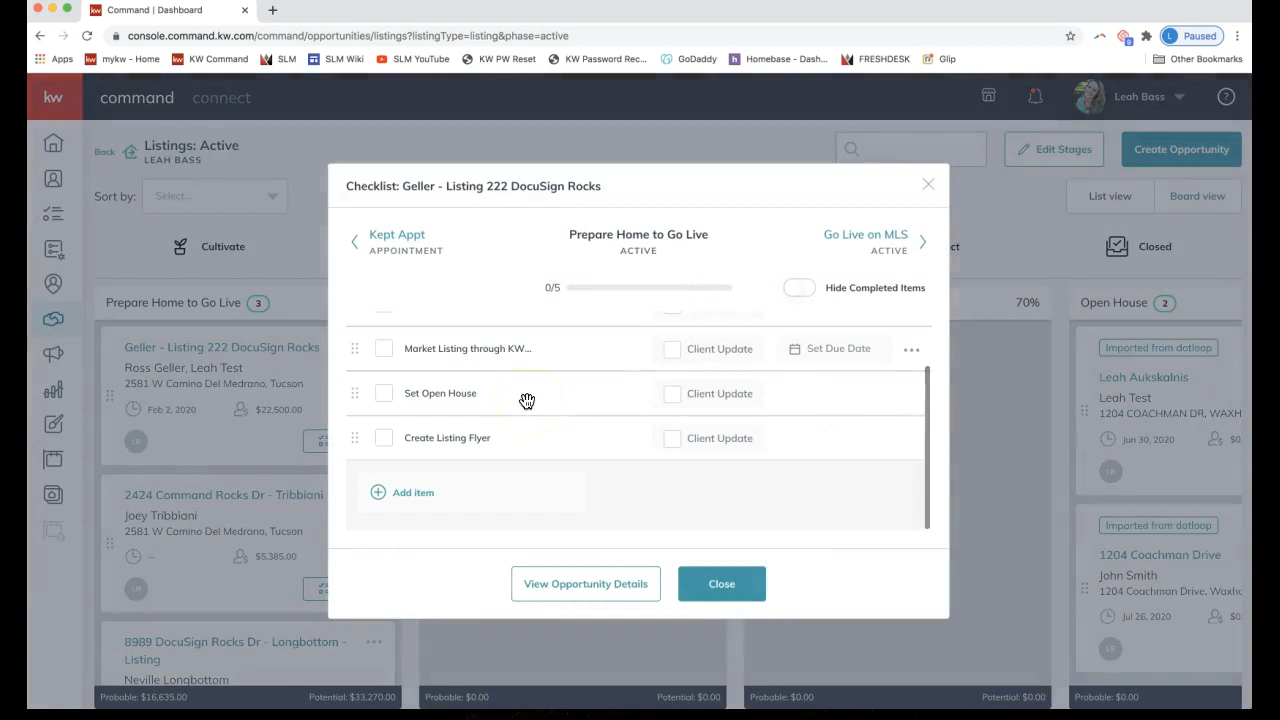 Command | Dashboard
console.command.kw.com/command/opportunities/listings?listingType=listing&phase=active
L Paused
Apps
mykw - Home
KW Command
SLM
SLM Wiki
SLM YouTube
KW PW Reset
KW Password Rec...
GoDaddy
Homebase - Dash...
FRESHDESK
Glip
Other Bookmarks
kw command connect
Leah Bass
Back
Listings: Active
LEAH BASS
Edit Stages
Create Opportunity
Sort by:
Select...
List view
Board view
Cultivate
ct
Closed
Checklist: Geller - Listing 222 DocuSign Rocks
Kept Appt
APPOINTMENT
Prepare Home to Go Live
ACTIVE
Go Live on MLS
ACTIVE
0/5
Hide Completed Items
Market Listing through KW...
Client Update
Set Due Date
Set Open House
Client Update
Create Listing Flyer
Client Update
Add item
View Opportunity Details
Close
Prepare Home to Go Live 3
Geller - Listing 222 DocuSign Rocks
Ross Geller, Leah Test
2581 W Camino Del Medrano, Tucson
Feb 2, 2020
$22,500.00
LB
2424 Command Rocks Dr - Tribbiani
Joey Tribbiani
2581 W Camino Del Medrano, Tucson
--
$5,385.00
LB
8989 DocuSign Rocks Dr - Longbottom -
Listing
Neville Longbottom
Probable: $16,635.00
Potential: $33,270.00
Probable: $0.00
Potential: $0.00
70%
Probable: $0.00
Potential: $0.00
Open House 2
Imported from dotloop
Leah Aukskalnis
Leah Test
1204 COACHMAN DR, WAXH
Jun 30, 2020
$0.
LB
Imported from dotloop
1204 Coachman Drive
John Smith
1204 Coachman Drive, Waxh
Jul 26, 2020
$0
LB
Probable: $0.00